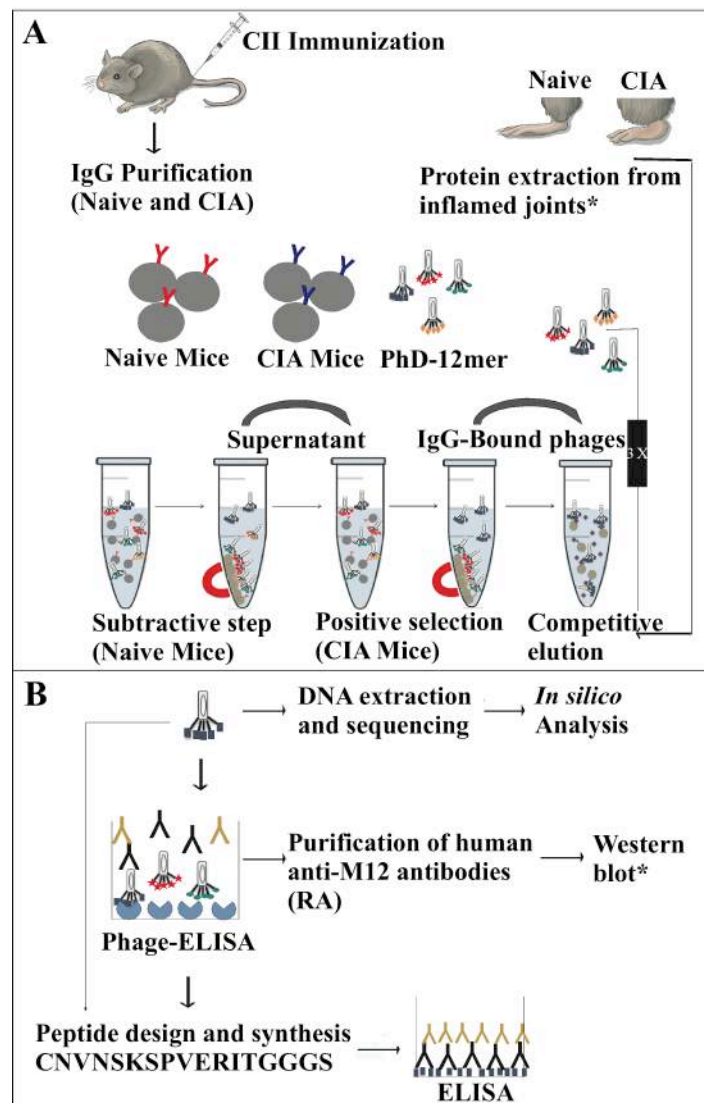 A
CII Immunization
Naive CIA
IgG Purification
(Naive and CIA)
Protein extraction from
inflamed joints*
Naive Mice CIA Mice PhD-12mer
Supernatant IgG-Bound phages
3 X
Subtractive step
(Naive Mice)
Positive selection
(CIA Mice)
Competitive
elution
B
DNA extraction
and sequencing
In silico
Analysis
Purification of human
anti-M12 antibodies
(RA)
Western
blot*
Phage-ELISA
Peptide design and synthesis
CNVNSKSPVERITGGGS
ELISA